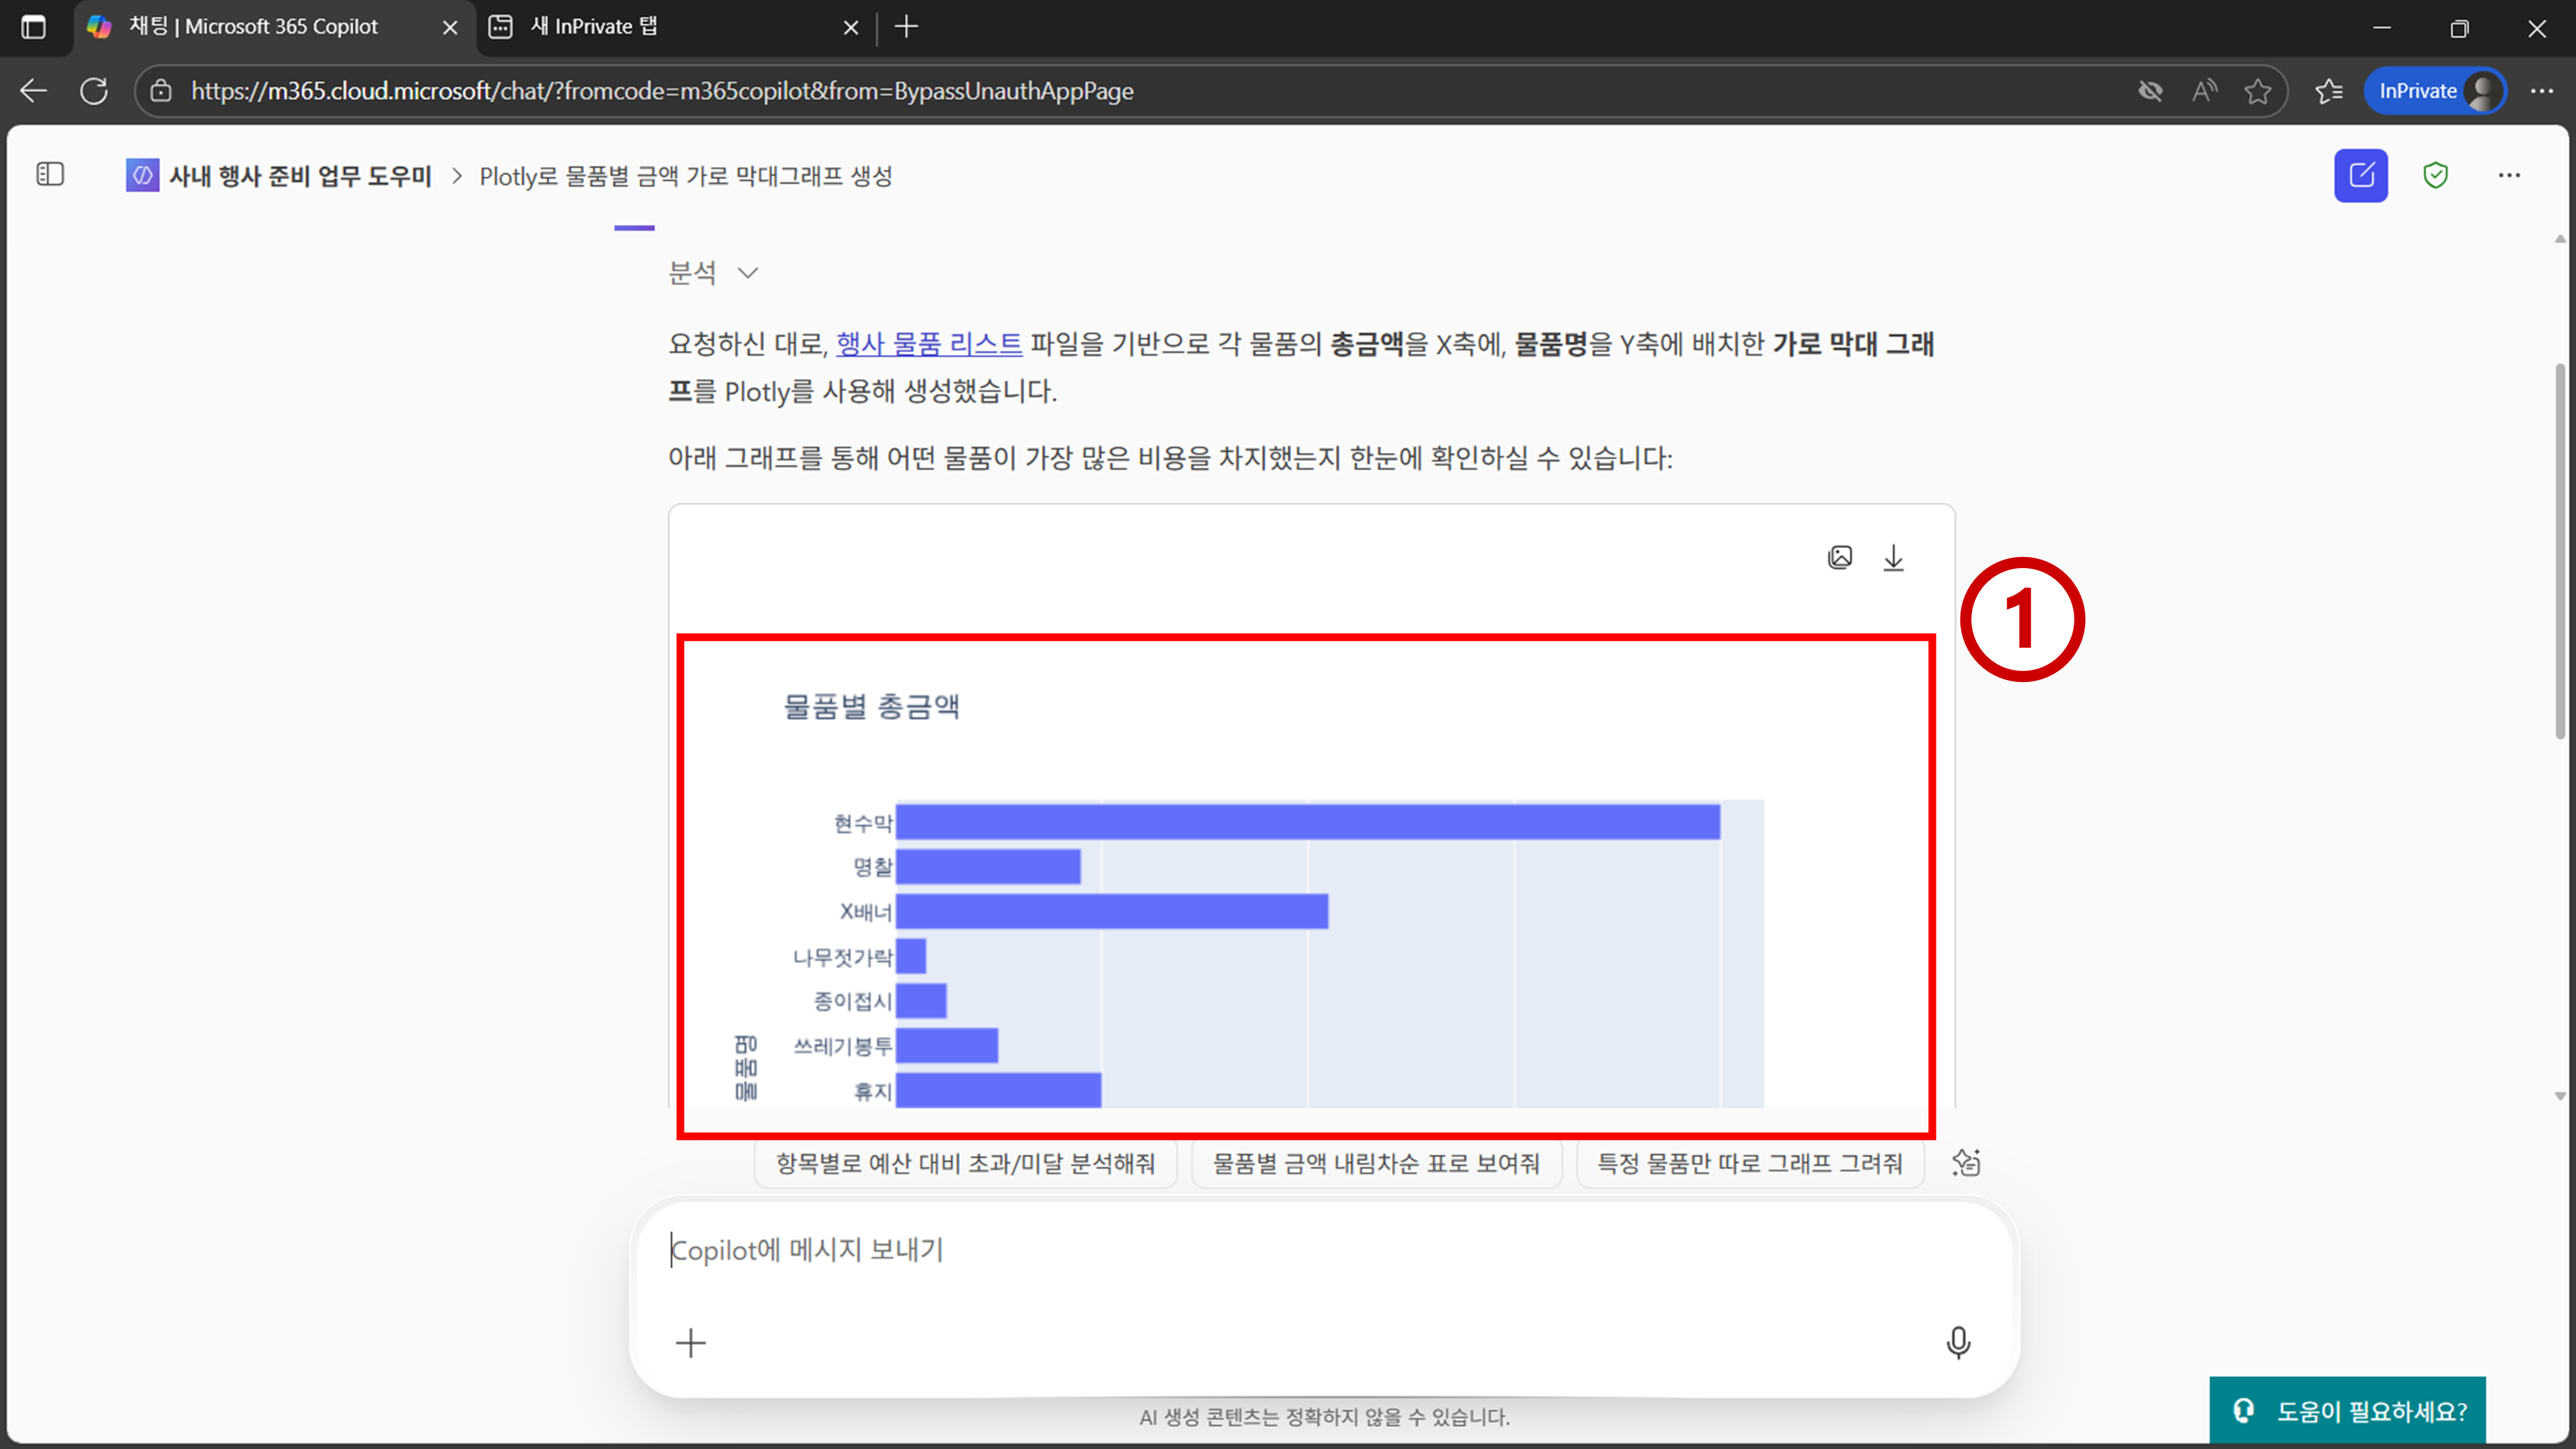 채팅 | Microsoft 365 Copilot
새 InPrivate 탭
https://m365.cloud.microsoft/chat/?fromcode=m365copilot&from=BypassUnauthAppPage
InPrivate
사내 행사 준비 업무 도우미 > Plotly로 물품별 금액 가로 막대그래프 생성
분석
요청하신 대로, 행사 물품 리스트 파일을 기반으로 각 물품의 총금액을 X축에, 물품명을 Y축에 배치한 가로 막대 그래
프를 Plotly를 사용해 생성했습니다.
아래 그래프를 통해 어떤 물품이 가장 많은 비용을 차지했는지 한눈에 확인하실 수 있습니다:
1
물품별 총금액
현수막
명찰
X배너
나무젓가락
종이접시
쓰레기봉투
휴지
물품명
항목별로 예산 대비 초과/미달 분석해줘
물품별 금액 내림차순 표로 보여줘
특정 물품만 따로 그래프 그려줘
Copilot에 메시지 보내기
AI 생성 콘텐츠는 정확하지 않을 수 있습니다.
도움이 필요하세요?